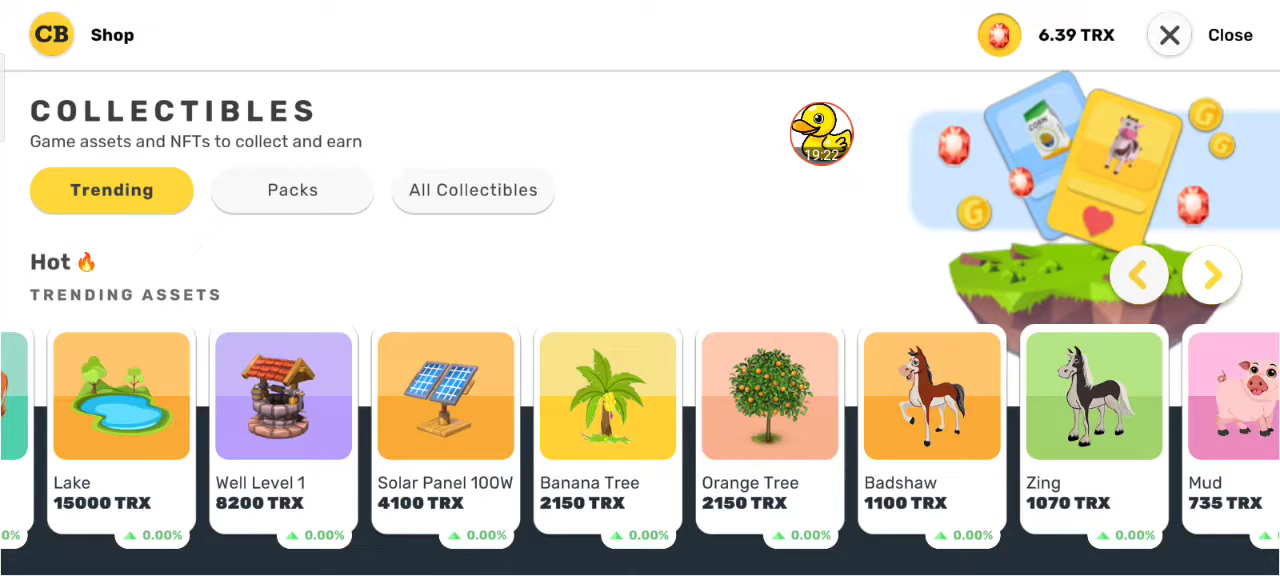 CB Shop 6.39 TRX Close
COLLECTIBLES
Game assets and NFTs to collect and earn
19:22
Trending Packs All Collectibles
CORN
G
G
G
Hot 🔥
TRENDING ASSETS
Lake
15000 TRX
0.00%
Well Level 1
8200 TRX
0.00%
Solar Panel 100W
4100 TRX
0.00%
Banana Tree
2150 TRX
0.00%
Orange Tree
2150 TRX
0.00%
Badshaw
1100 TRX
0.00%
Zing
1070 TRX
0.00%
Mud
735 TRX
0%